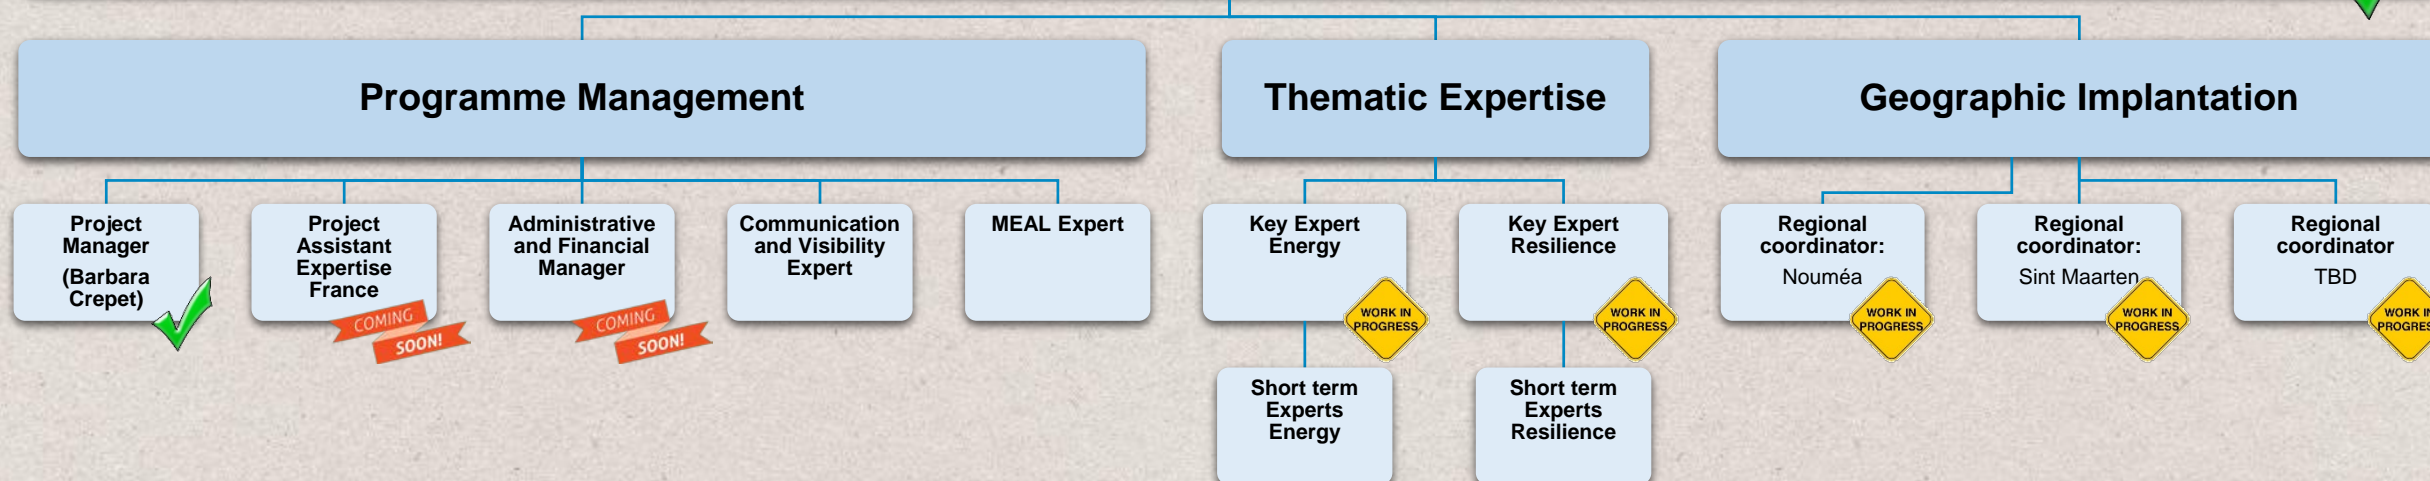 Programme Management
Thematic Expertise
Geographic Implantation
Project
Manager
(Barbara
Crepet)
Project
Assistant
Expertise
France
COMING
SOON!
Administrative
and Financial
Manager
COMING
SOON!
Communication
and Visibility
Expert
MEAL Expert
Key Expert
Energy
WORK IN
PROGRESS
Key Expert
Resilience
WORK IN
PROGRESS
Regional
coordinator:
Nouméa
WORK IN
PROGRESS
Regional
coordinator:
Sint Maarten
WORK IN
PROGRESS
Regional
coordinator
TBD
WORK IN
PROGRES
Short term
Experts
Energy
Short term
Experts
Resilience